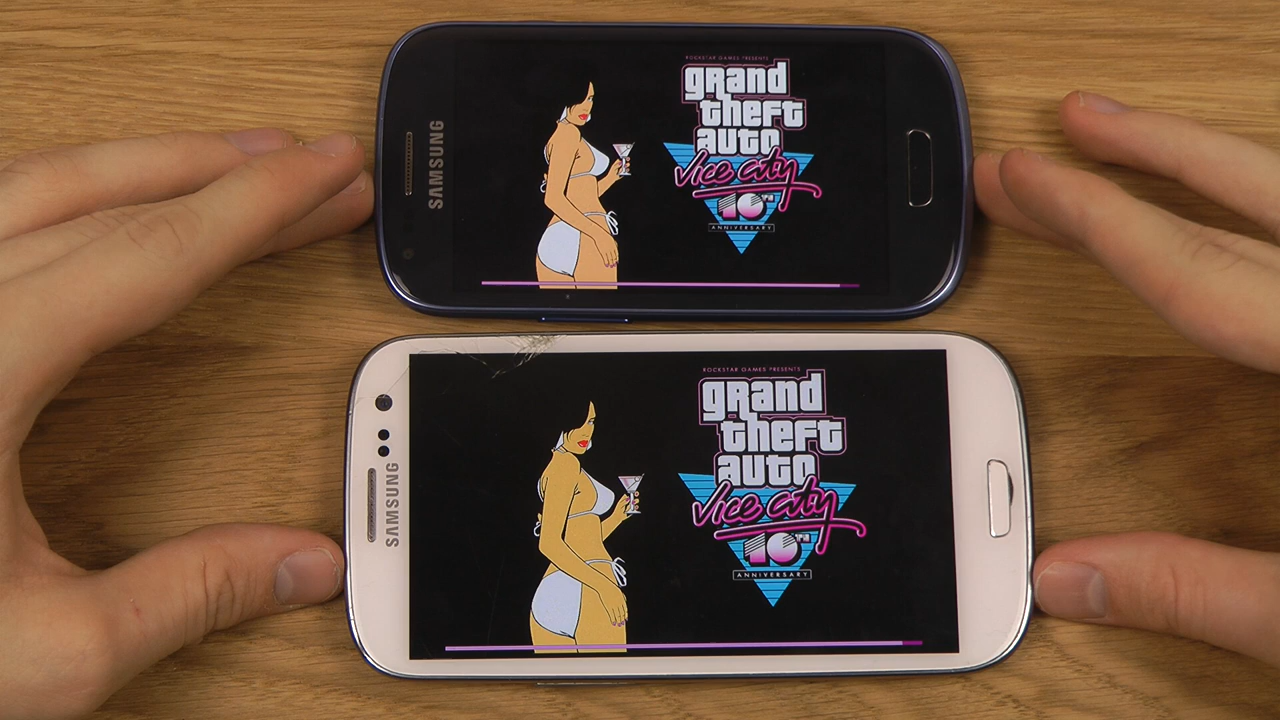 SAMSUNG
ROCKSTAR GAMES PRESENTS
grand
theft
auto
Vice City
10TH
ANNIVERSARY
SAMSUNG
ROCKSTAR GAMES PRESENTS
grand
theft
auto
Vice City
10TH
ANNIVERSARY